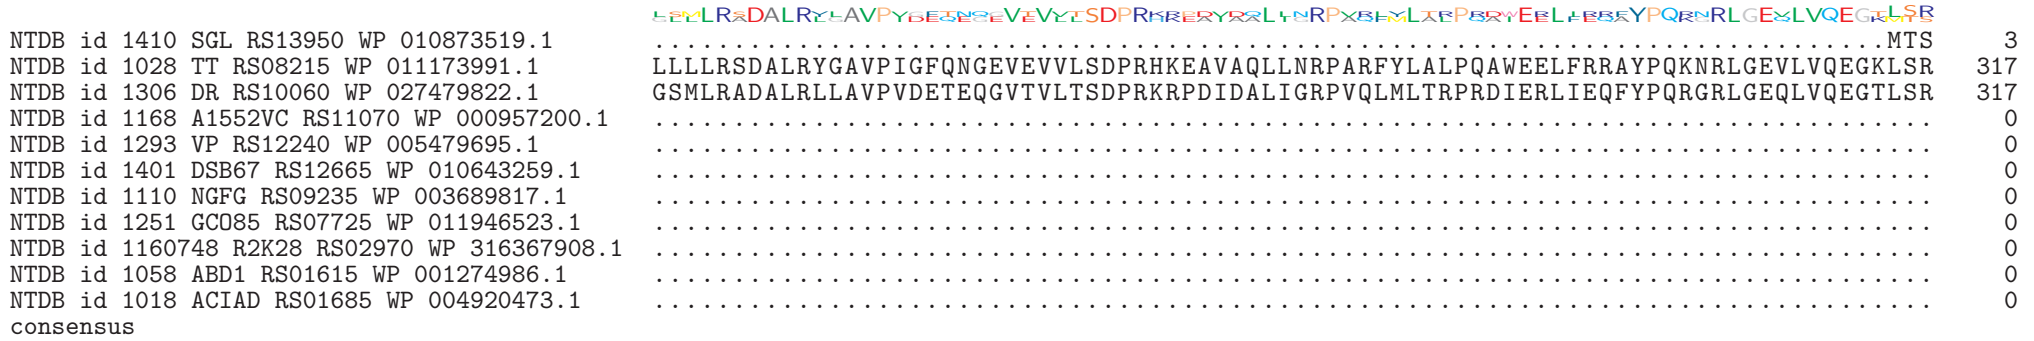 NTDB id 1410 SGL RS13950 WP 010873519.1 ................................................................................MTS 3
NTDB id 1028 TT RS08215 WP 011173991.1 LLLLRSDALRYGAVPIGFQNGEVEVVLSDPRHKEAVAQLLNRPARFYLALPQAWEELFRRAYPQKNRLGEVLVQEGKLSR 317
NTDB id 1306 DR RS10060 WP 027479822.1 GSMLRADALRLLAVPVDETEQGVTVLTSDPRKRPDIDALIGRPVQLMLTRPRDIERLIEQFYPQRGRLGEQLVQEGTLSR 317
NTDB id 1168 A1552VC RS11070 WP 000957200.1 ................................................................................ 0
NTDB id 1293 VP RS12240 WP 005479695.1 ................................................................................ 0
NTDB id 1401 DSB67 RS12665 WP 010643259.1 ................................................................................ 0
NTDB id 1110 NGFG RS09235 WP 003689817.1 ................................................................................ 0
NTDB id 1251 GCO85 RS07725 WP 011946523.1 ................................................................................ 0
NTDB id 1160748 R2K28 RS02970 WP 316367908.1 ................................................................................ 0
NTDB id 1058 ABD1 RS01615 WP 001274986.1 ................................................................................ 0
NTDB id 1018 ACIAD RS01685 WP 004920473.1 ................................................................................ 0
consensus